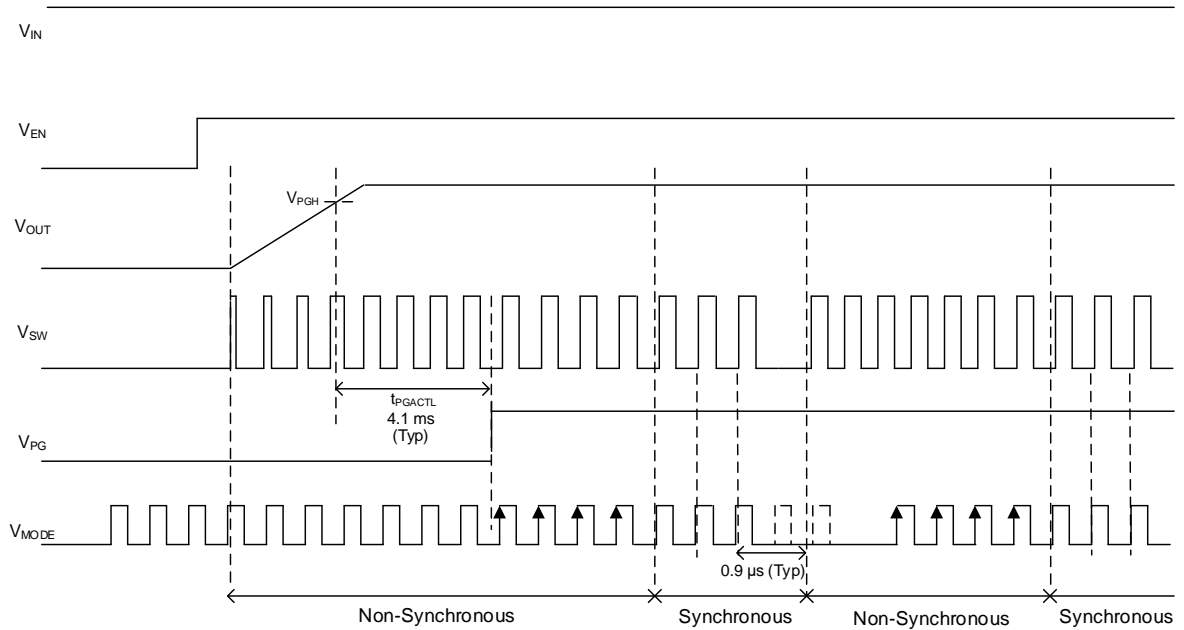 VIN
VEN
VPGH
VOUT
VSW
tPGACTL
4.1 ms
(Typ)
VPG
VMODE
0.9 µs (Typ)
Non-Synchronous
Synchronous
Non-Synchronous
Synchronous